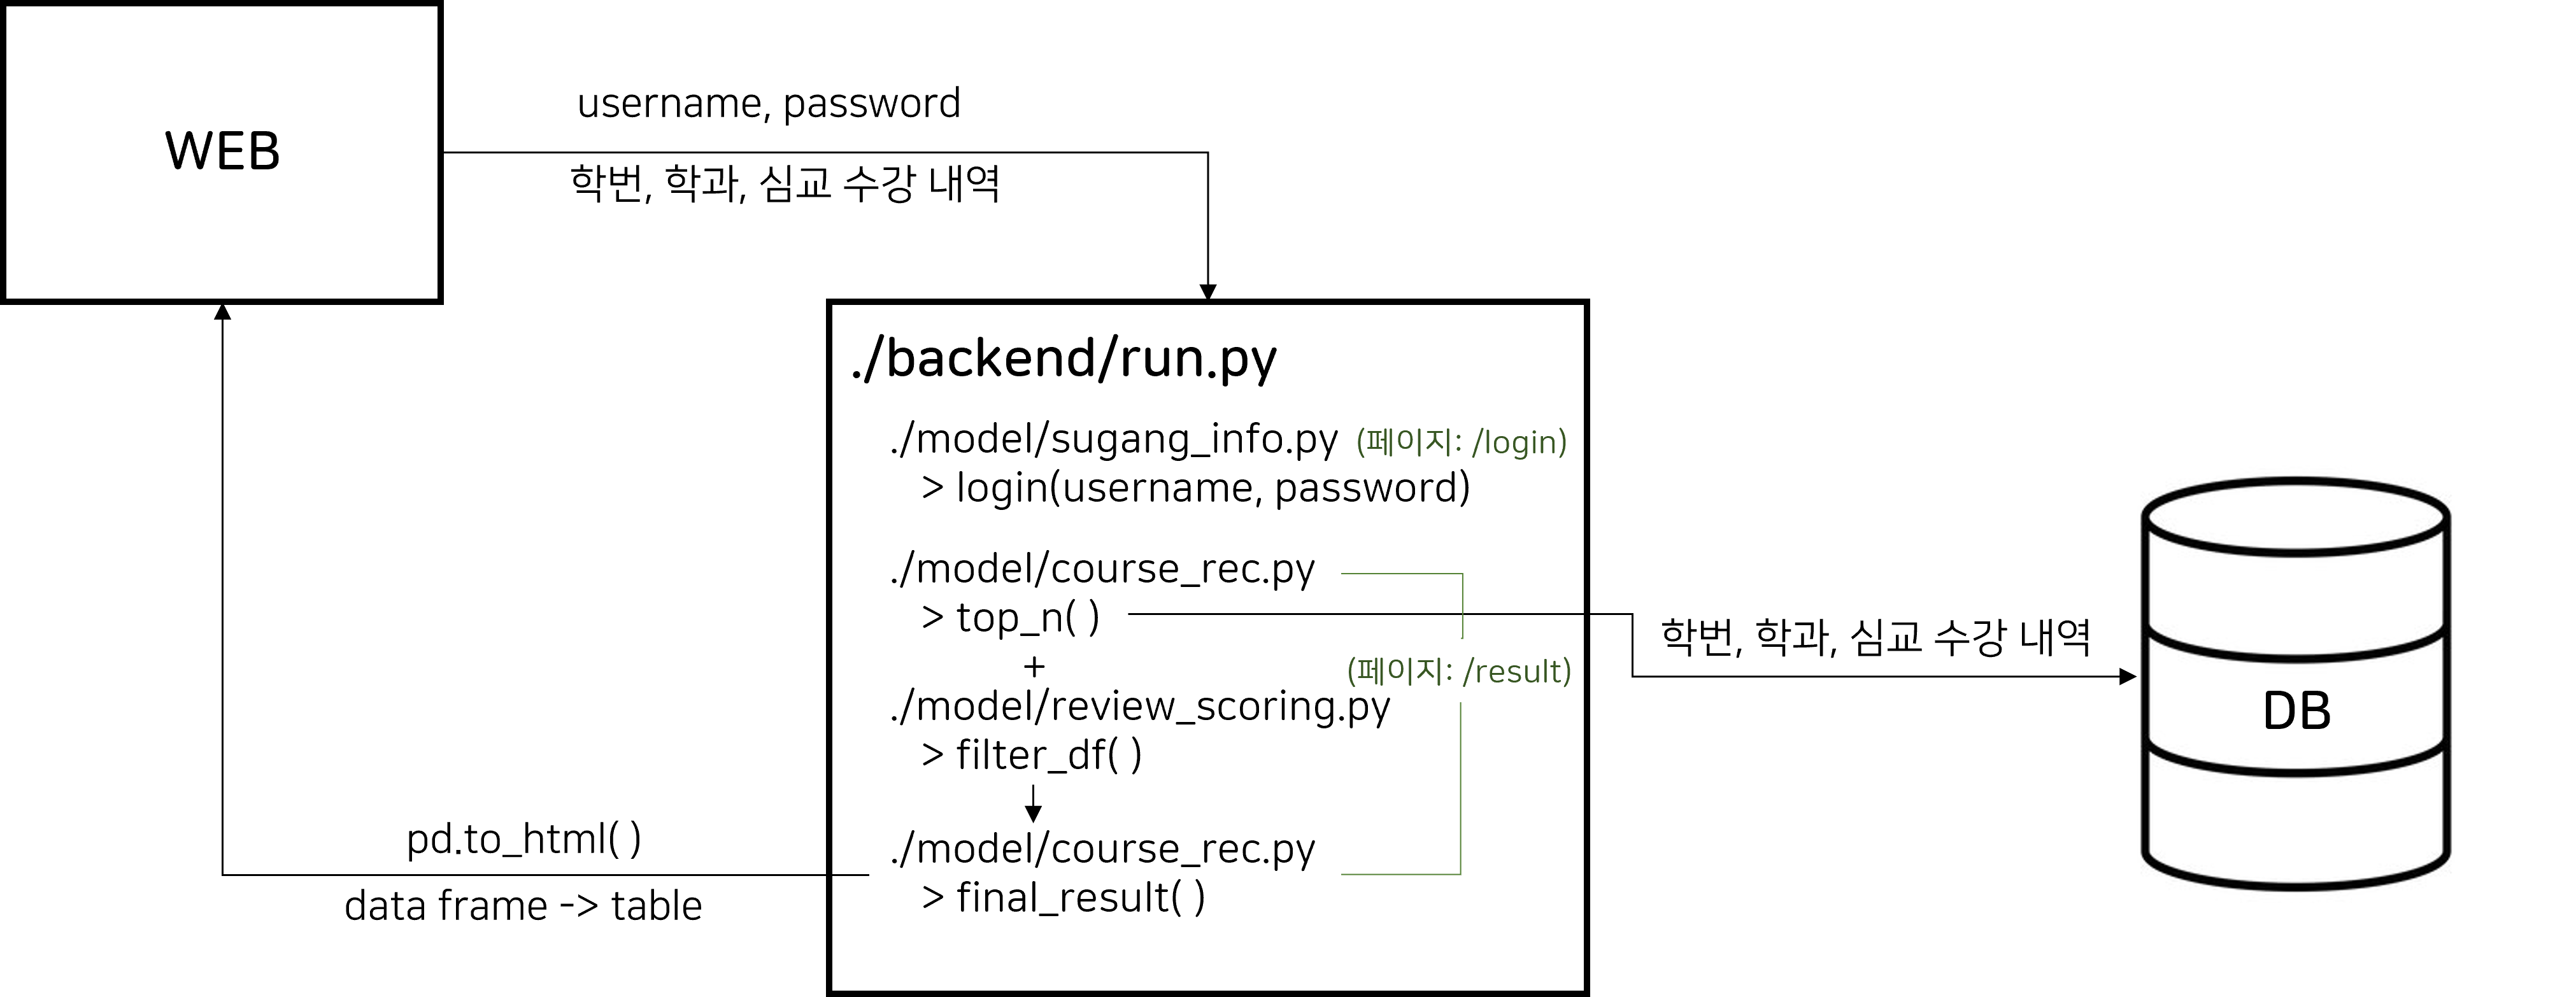 WEB
username, password
학번, 학과, 심교 수강 내역
./backend/run.py
./model/sugang_info.py (페이지: /login)
> login(username, password)
./model/course_rec.py
> top_n( )
+
(페이지: /result)
./model/review_scoring.py
> filter_df( )
./model/course_rec.py
> final_result( )
학번, 학과, 심교 수강 내역
DB
pd.to_html( )
data frame -> table